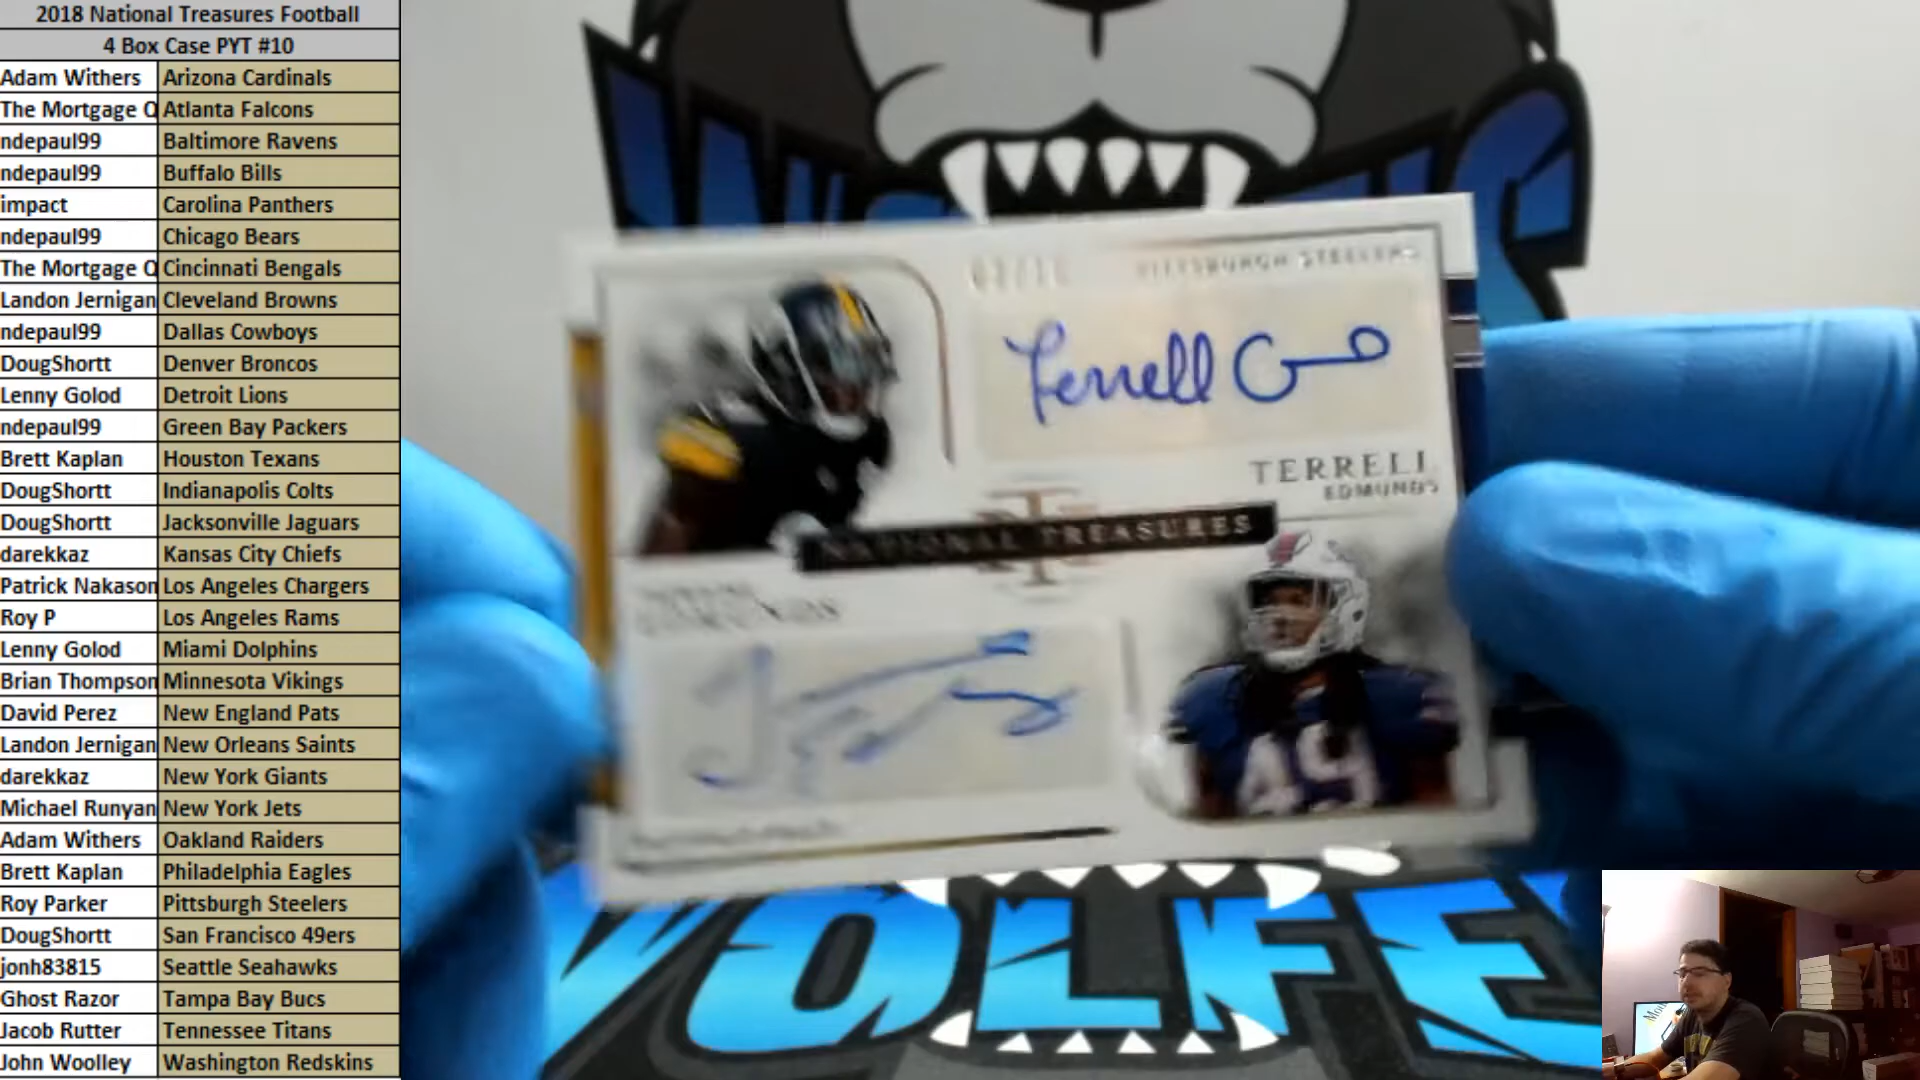 2018 National Treasures Football
4 Box Case PYT #10
Adam Withers Arizona Cardinals
The Mortgage Q Atlanta Falcons
ndepaul99 Baltimore Ravens
ndepaul99 Buffalo Bills
impact Carolina Panthers
ndepaul99 Chicago Bears
The Mortgage Q Cincinnati Bengals
Landon Jernigan Cleveland Browns
ndepaul99 Dallas Cowboys
DougShortt Denver Broncos
Lenny Golod Detroit Lions
ndepaul99 Green Bay Packers
Brett Kaplan Houston Texans
DougShortt Indianapolis Colts
DougShortt Jacksonville Jaguars
darekkaz Kansas City Chiefs
Patrick Nakason Los Angeles Chargers
Roy P Los Angeles Rams
Lenny Golod Miami Dolphins
Brian Thompson Minnesota Vikings
David Perez New England Pats
Landon Jernigan New Orleans Saints
darekkaz New York Giants
Michael Runyan New York Jets
Adam Withers Oakland Raiders
Brett Kaplan Philadelphia Eagles
Roy Parker Pittsburgh Steelers
DougShortt San Francisco 49ers
jonh83815 Seattle Seahawks
Ghost Razor Tampa Bay Bucs
Jacob Rutter Tennessee Titans
John Woolley Washington Redskins
PITTSBURGH STEELERS
Terrell
TERRELL
EDMUNDS
NATIONAL TREASURES
NT
EDMUNDS
49
WOLFE